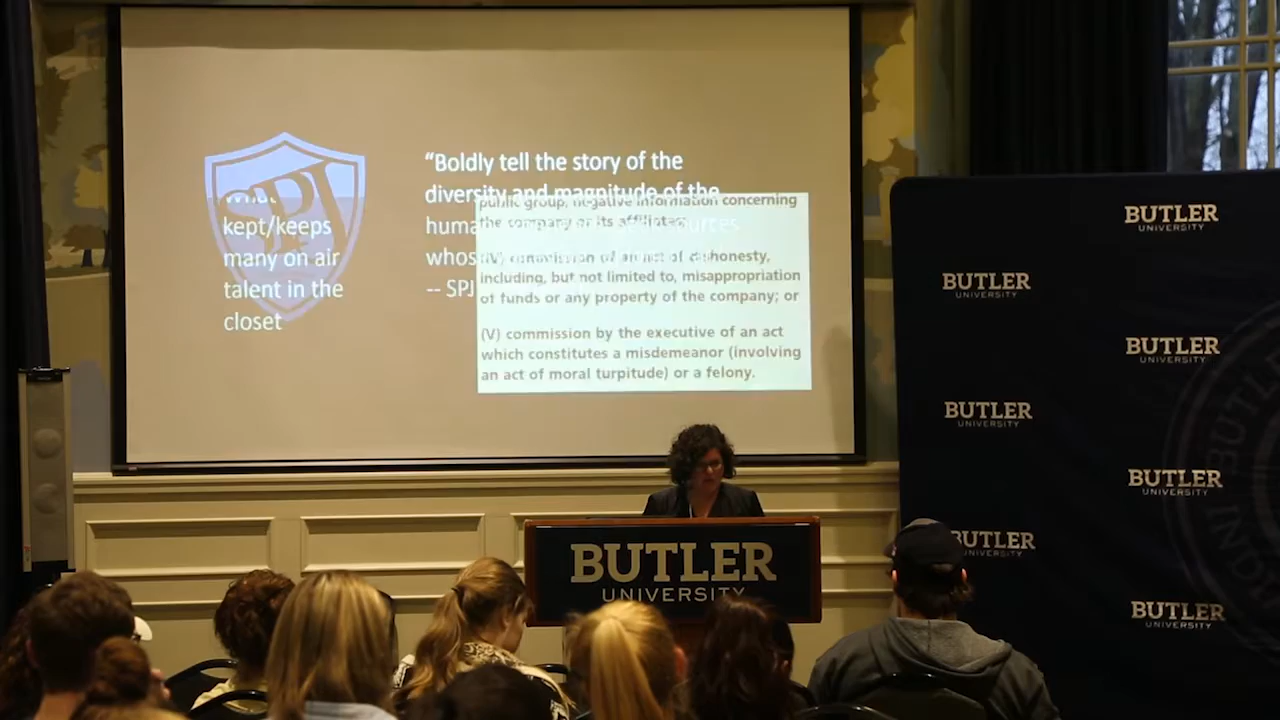 SPJ
What
kept/keeps
many on air
talent in the
closet
“Boldly tell the story of the
diversity and magnitude of the
huma
whos
-- SPJ
public group, negative information concerning
the company or its affiliates;
(IV) commission of an act of dishonesty,
including, but not limited to, misappropriation
of funds or any property of the company; or
(V) commission by the executive of an act
which constitutes a misdemeanor (involving
an act of moral turpitude) or a felony.
BUTLER
UNIVERSITY
BUTLER
UNIVERSITY
BUTLER
UNIVERSITY
BUTLER
UNIVERSITY
BUTLER
UNIVERSITY
BUTLER
UNIVERSITY
BUTLER
UNIVERSITY
BUTLER
UNIVERSITY